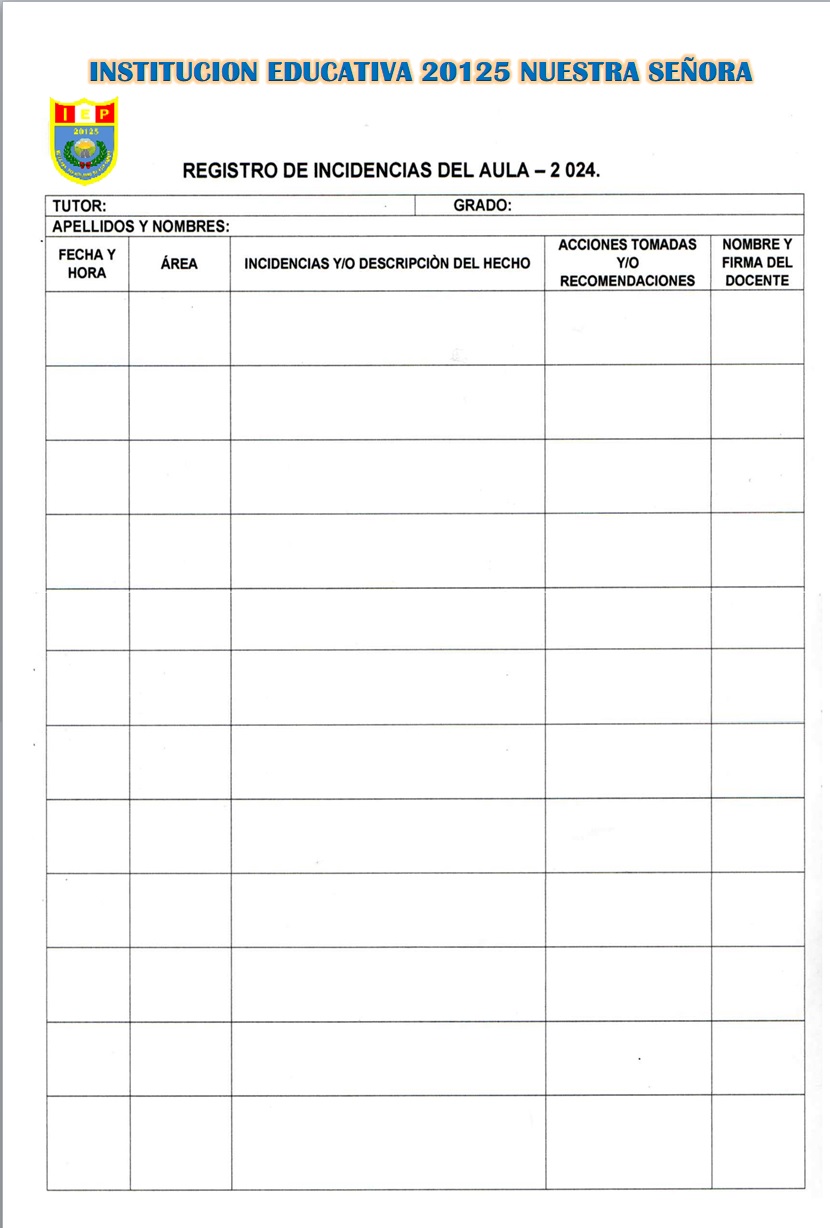 INSTITUCION EDUCATIVA 20125 NUESTRA SEÑORA
I E P
20125
REGISTRO DE INCIDENCIAS DEL AULA – 2 024.
TUTOR: GRADO:
APELLIDOS Y NOMBRES:
FECHA Y
HORA
ÁREA
INCIDENCIAS Y/O DESCRIPCIÒN DEL HECHO
ACCIONES TOMADAS
Y/O
RECOMENDACIONES
NOMBRE Y
FIRMA DEL
DOCENTE